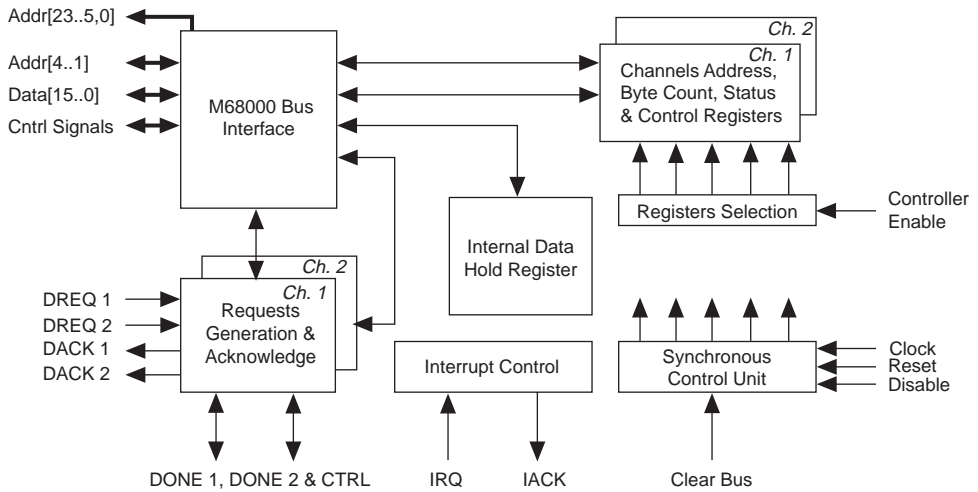 Addr[23..5,0]
Addr[4..1]
Data[15..0]
Cntrl Signals
M68000 Bus
Interface
Ch. 2
Ch. 1
Channels Address,
Byte Count, Status
& Control Registers
Registers Selection
Controller
Enable
Internal Data
Hold Register
Ch. 2
Ch. 1
Requests
Generation &
Acknowledge
DREQ 1
DREQ 2
DACK 1
DACK 2
DONE 1, DONE 2 & CTRL
Interrupt Control
IRQ
IACK
Synchronous
Control Unit
Clock
Reset
Disable
Clear Bus